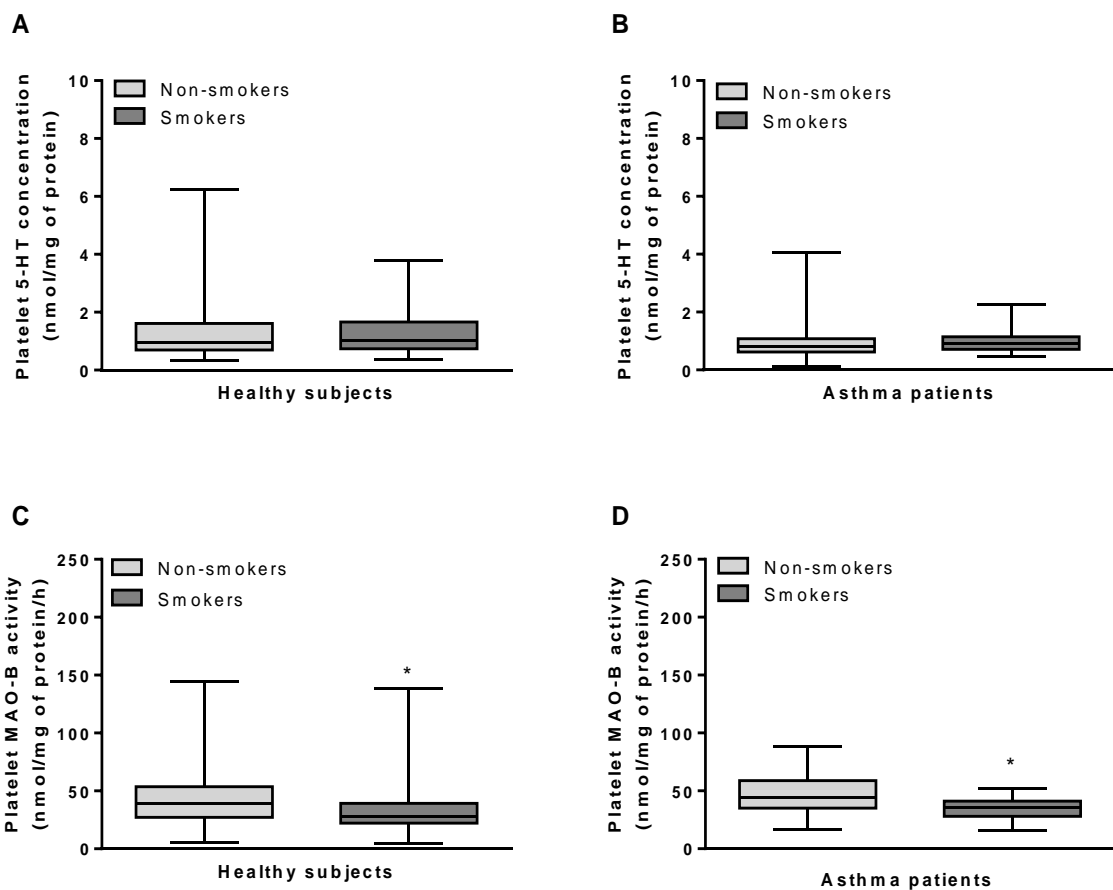 A
Platelet 5-HT concentration
(nmol/mg of protein)
10
8
6
4
2
0
Non-smokers
Smokers
Healthy subjects
B
Platelet 5-HT concentration
(nmol/mg of protein)
10
8
6
4
2
0
Non-smokers
Smokers
Asthma patients
C
Platelet MAO-B activity
(nmol/mg of protein/h)
250
200
150
100
50
0
Non-smokers
Smokers
*
Healthy subjects
D
Platelet MAO-B activity
(nmol/mg of protein/h)
250
200
150
100
50
0
Non-smokers
Smokers
*
Asthma patients